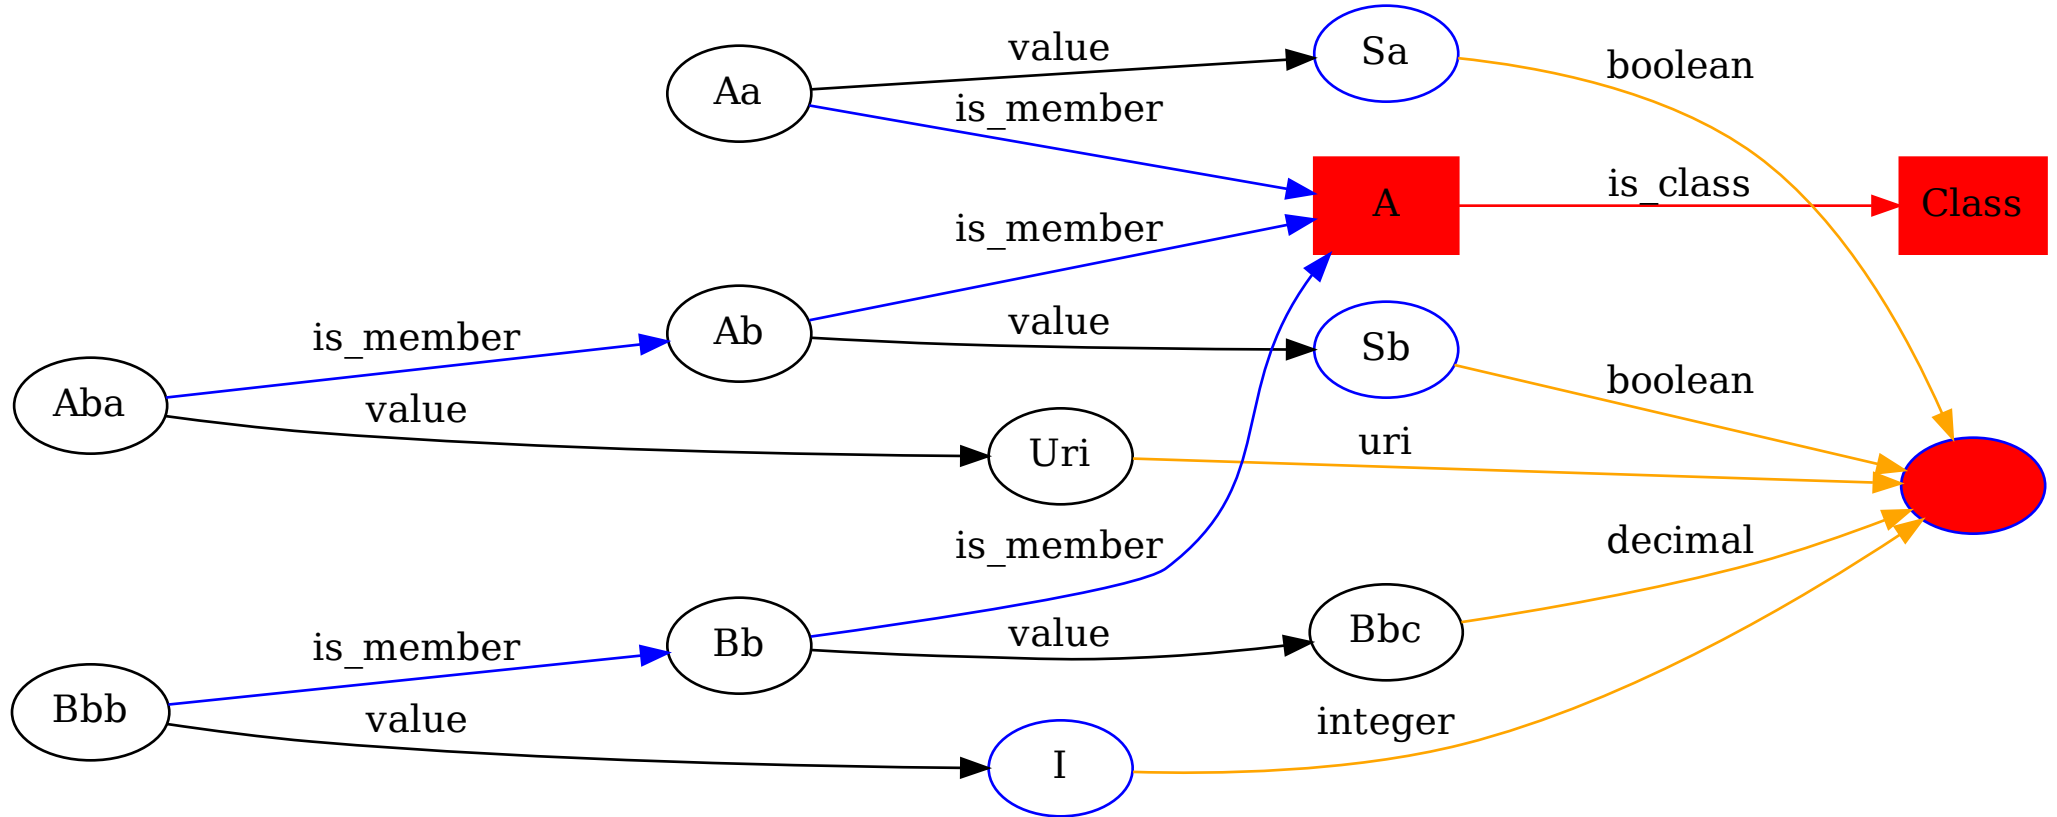 value
Sa
boolean
Aa
is_member
is_class
A
Class
is_member
value
Sb
is_member
Ab
boolean
Aba
value
Uri
uri
is_member
decimal
is_member
Bb
value
Bbc
Bbb
value
integer
I